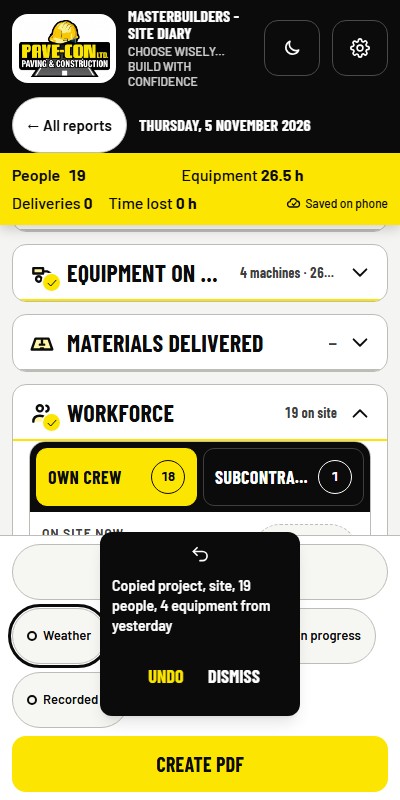 PAVE-CON LTD.
PAVING & CONSTRUCTION
MASTERBUILDERS -
SITE DIARY
CHOOSE WISELY...
BUILD WITH
CONFIDENCE
← All reports
THURSDAY, 5 NOVEMBER 2026
People 19
Equipment 26.5 h
Deliveries 0 Time lost 0 h
Saved on phone
EQUIPMENT ON ...
4 machines · 26...
MATERIALS DELIVERED
–
WORKFORCE
19 on site
OWN CREW 18
SUBCONTRA... 1
ON SITE NOW
Copied project, site, 19
people, 4 equipment from
yesterday
UNDO DISMISS
Weather
n progress
Recorded
CREATE PDF